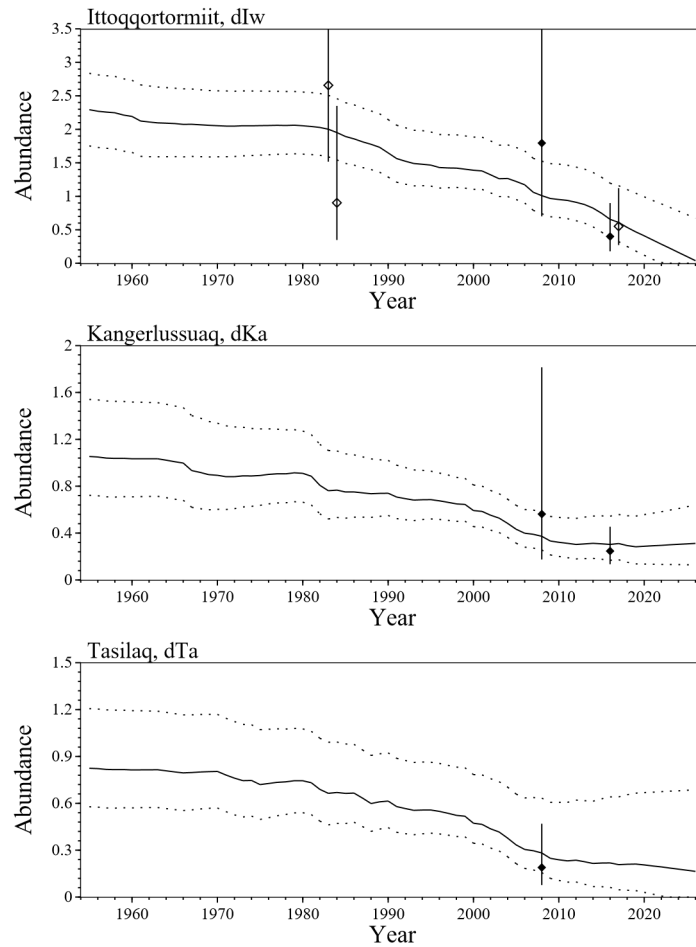 Ittoqqortormiit, dIw
3.5
3
2.5
2
1.5
1
0.5
0
Abundance
1960 1970 1980 1990 2000 2010 2020
Year
Kangerlussuaq, dKa
2
1.6
1.2
0.8
0.4
0
Abundance
1960 1970 1980 1990 2000 2010 2020
Year
Tasilaq, dTa
1.5
1.2
0.9
0.6
0.3
0
Abundance
1960 1970 1980 1990 2000 2010 2020
Year